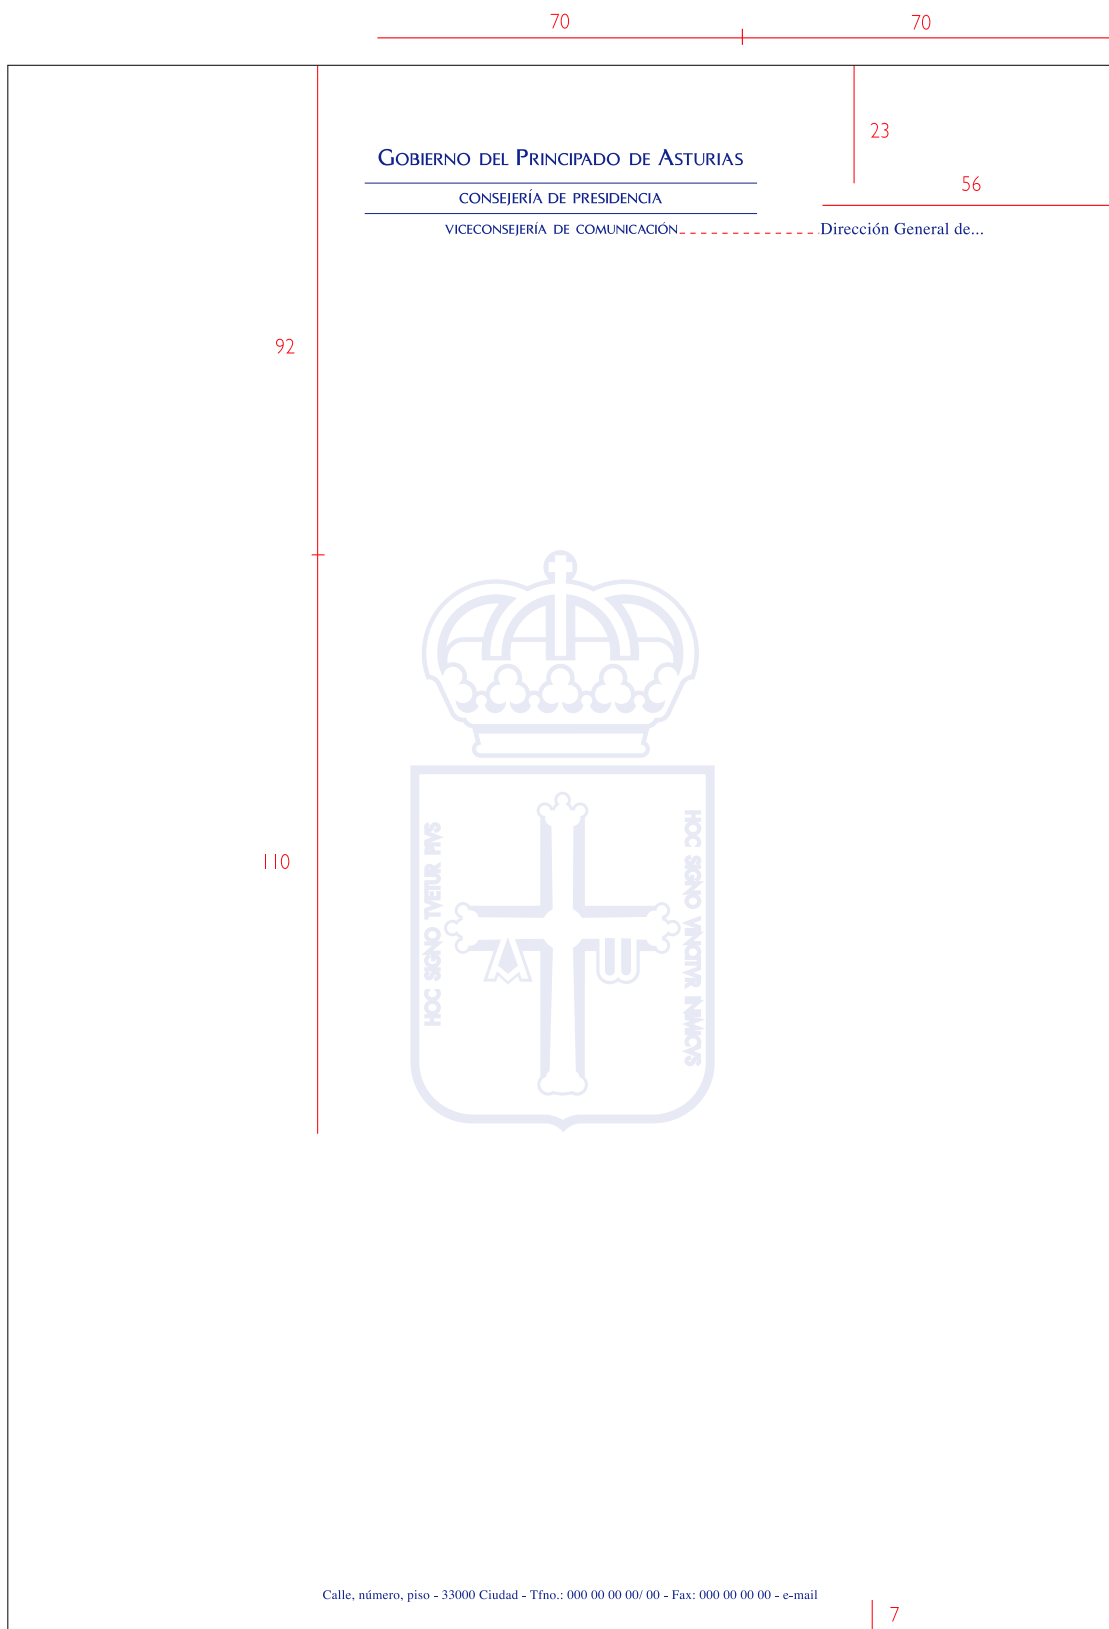 70 70
23
GOBIERNO DEL PRINCIPADO DE ASTURIAS
56
CONSEJERÍA DE PRESIDENCIA
VICECONSEJERÍA DE COMUNICACIÓN Dirección General de...
92
HOC SIGNO TVETUR PIVS
HOC SIGNO VINCITVR INIMICVS
110
Calle, número, piso - 33000 Ciudad - Tfno.: 000 00 00 00/ 00 - Fax: 000 00 00 00 - e-mail
7